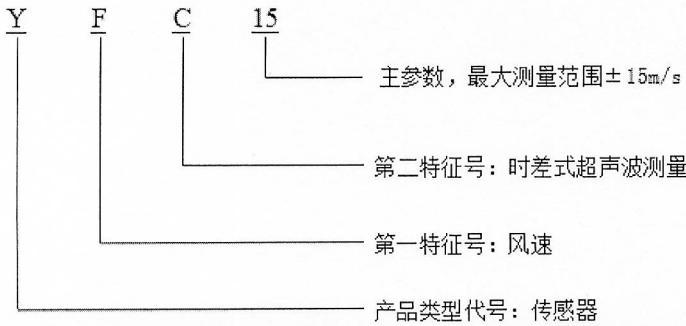 Y F C 15
主参数，最大测量范围±15m/s
第二特征号：时差式超声波测量
第一特征号：风速
产品类型代号：传感器